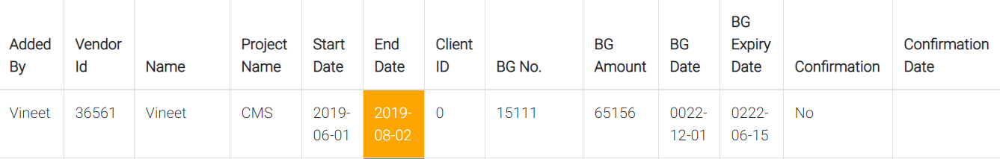 Added By Vendor Id Name Project Name Start Date End Date Client ID BG No. BG Amount BG Date BG Expiry Date Confirmation Confirmation Date
Vineet 36561 Vineet CMS 2019-06-01 2019-08-02 0 15111 65156 0022-12-01 0222-06-15 No